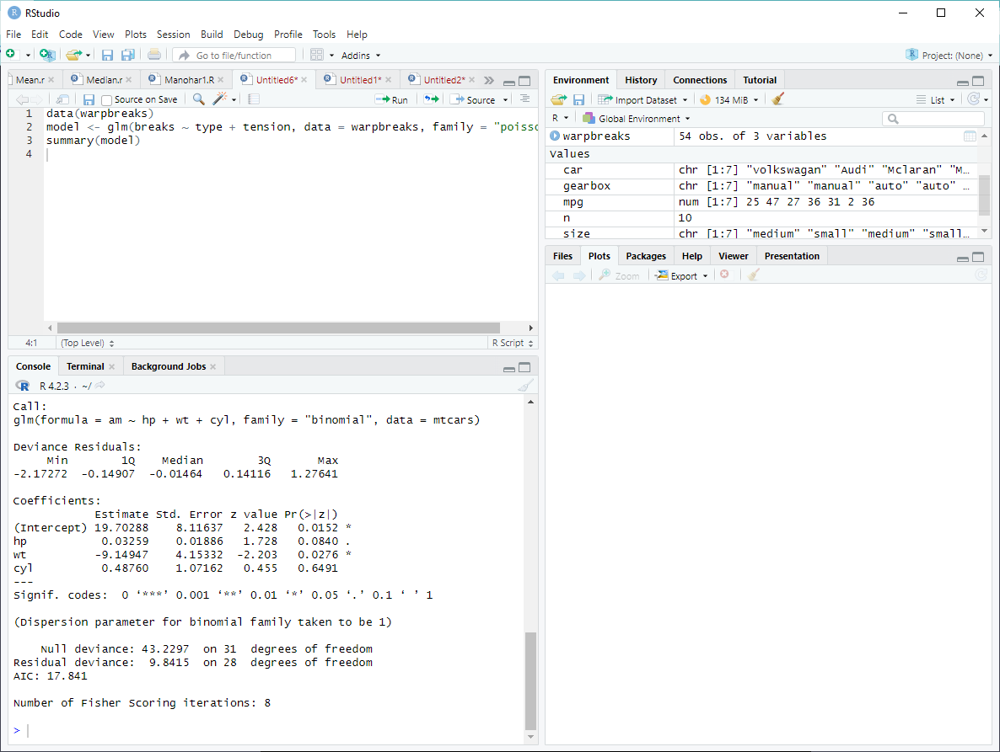 RStudio
File Edit Code View Plots Session Build Debug Profile Tools Help
Go to file/function Addins Project: (None)
Mean.r Median.r Manohar1.R Untitled6* Untitled1* Untitled2*
Source on Save Run Source
1 data(warpbreaks)
2 model <- glm(breaks ~ type + tension, data = warpbreaks, family = "poisso
3 summary(model)
4
4:1 (Top Level) R Script
Console Terminal Background Jobs
R 4.2.3 · ~/
Call:
glm(formula = am ~ hp + wt + cyl, family = "binomial", data = mtcars)
Deviance Residuals:
Min 1Q Median 3Q Max
-2.17272 -0.14907 -0.01464 0.14116 1.27641
Coefficients:
Estimate Std. Error z value Pr(>|z|)
(Intercept) 19.70288 8.11637 2.428 0.0152 *
hp 0.03259 0.01886 1.728 0.0840 .
wt -9.14947 4.15332 -2.203 0.0276 *
cyl 0.48760 1.07162 0.455 0.6491
---
Signif. codes: 0 ‘***’ 0.001 ‘**’ 0.01 ‘*’ 0.05 ‘.’ 0.1 ‘ ’ 1
(Dispersion parameter for binomial family taken to be 1)
Null deviance: 43.2297 on 31 degrees of freedom
Residual deviance: 9.8415 on 28 degrees of freedom
AIC: 17.841
Number of Fisher Scoring iterations: 8
>
Environment History Connections Tutorial
Import Dataset 134 MiB List
R Global Environment
warpbreaks 54 obs. of 3 variables
Values
car chr [1:7] "volkswagan" "Audi" "Mclaran" "M…
gearbox chr [1:7] "manual" "manual" "auto" "auto" …
mpg num [1:7] 25 47 27 36 31 2 36
n 10
size chr [1:7] "medium" "small" "medium" "small…
Files Plots Packages Help Viewer Presentation
Zoom Export